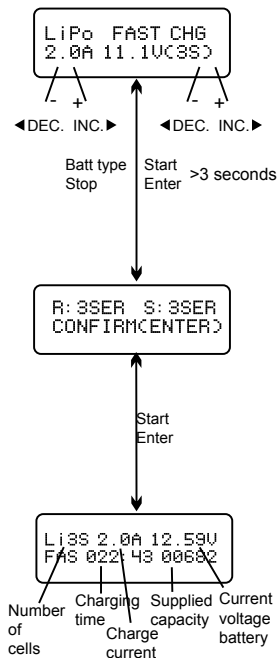 LiPo FAST CHG
2.0A 11.1V(3S)
- + - +
◀DEC. INC.▶ ◀DEC. INC.▶
Batt type Start
Stop Enter >3 seconds
R: 3SER S: 3SER
CONFIRM(ENTER)
Start
Enter
Li3S 2.0A 12.59V
FAS 022:43 00682
Number of cells
Charging time
Charge current
Supplied capacity
Current voltage battery